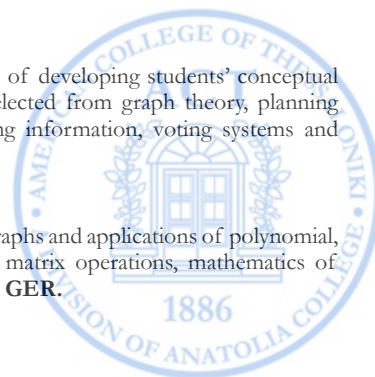 of developing students’ conceptual
elected from graph theory, planning
ng information, voting systems and
raphs and applications of polynomial,
matrix operations, mathematics of
GER.
AMERICAN COLLEGE OF THESSALONIKI
ACT
1886
DIVISION OF ANATOLIA COLLEGE